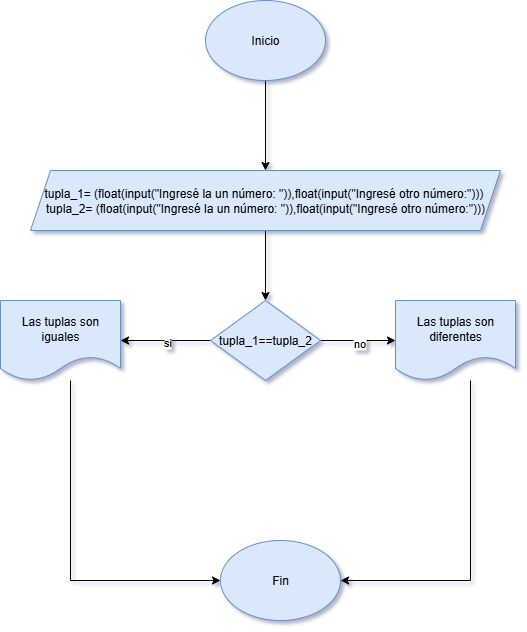 Inicio
tupla_1= (float(input("Ingresé la un número: ")),float(input("Ingresé otro número:")))
tupla_2= (float(input("Ingresé la un número: ")),float(input("Ingresé otro número:")))
Las tuplas son
iguales
si
tupla_1==tupla_2
no
Las tuplas son
diferentes
Fin